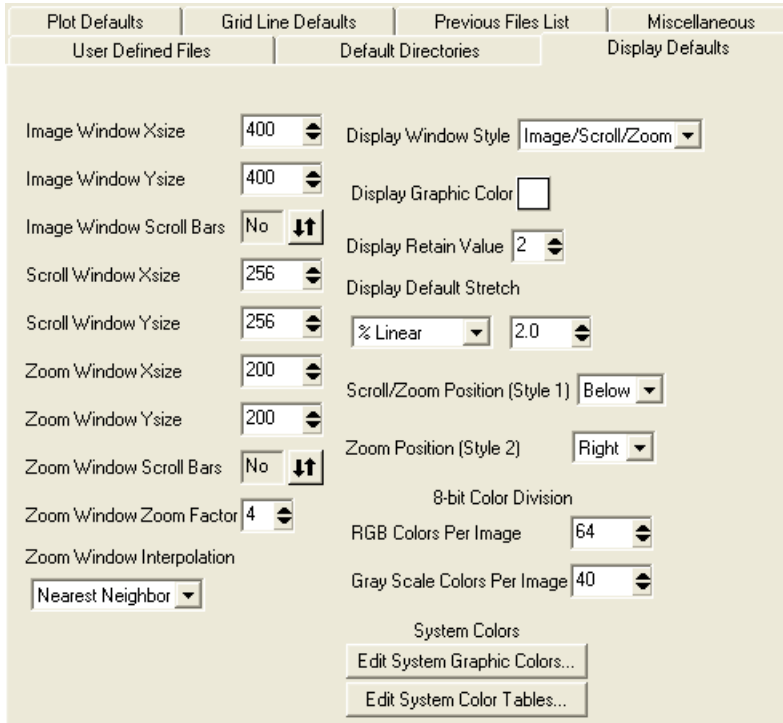 Plot Defaults
Grid Line Defaults
Previous Files List
Miscellaneous
User Defined Files
Default Directories
Display Defaults
Image Window Xsize 400
Image Window Ysize 400
Image Window Scroll Bars No
Scroll Window Xsize 256
Scroll Window Ysize 256
Zoom Window Xsize 200
Zoom Window Ysize 200
Zoom Window Scroll Bars No
Zoom Window Zoom Factor 4
Zoom Window Interpolation
Nearest Neighbor
Display Window Style Image/Scroll/Zoom
Display Graphic Color
Display Retain Value 2
Display Default Stretch
% Linear 2.0
Scroll/Zoom Position (Style 1) Below
Zoom Position (Style 2) Right
8-bit Color Division
RGB Colors Per Image 64
Gray Scale Colors Per Image 40
System Colors
Edit System Graphic Colors...
Edit System Color Tables...